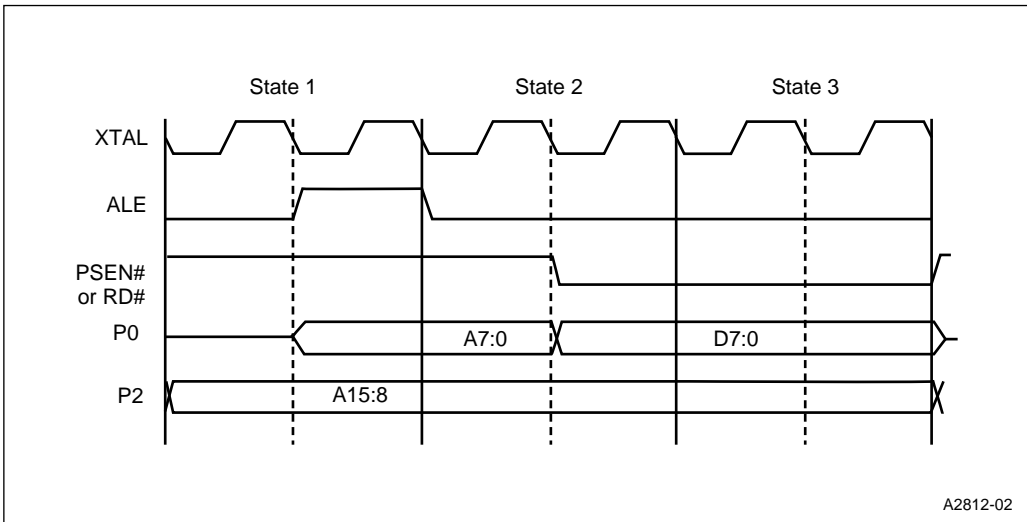 State 1 State 2 State 3
XTAL
ALE
PSEN#
or RD#
P0 A7:0 D7:0
P2 A15:8
A2812-02